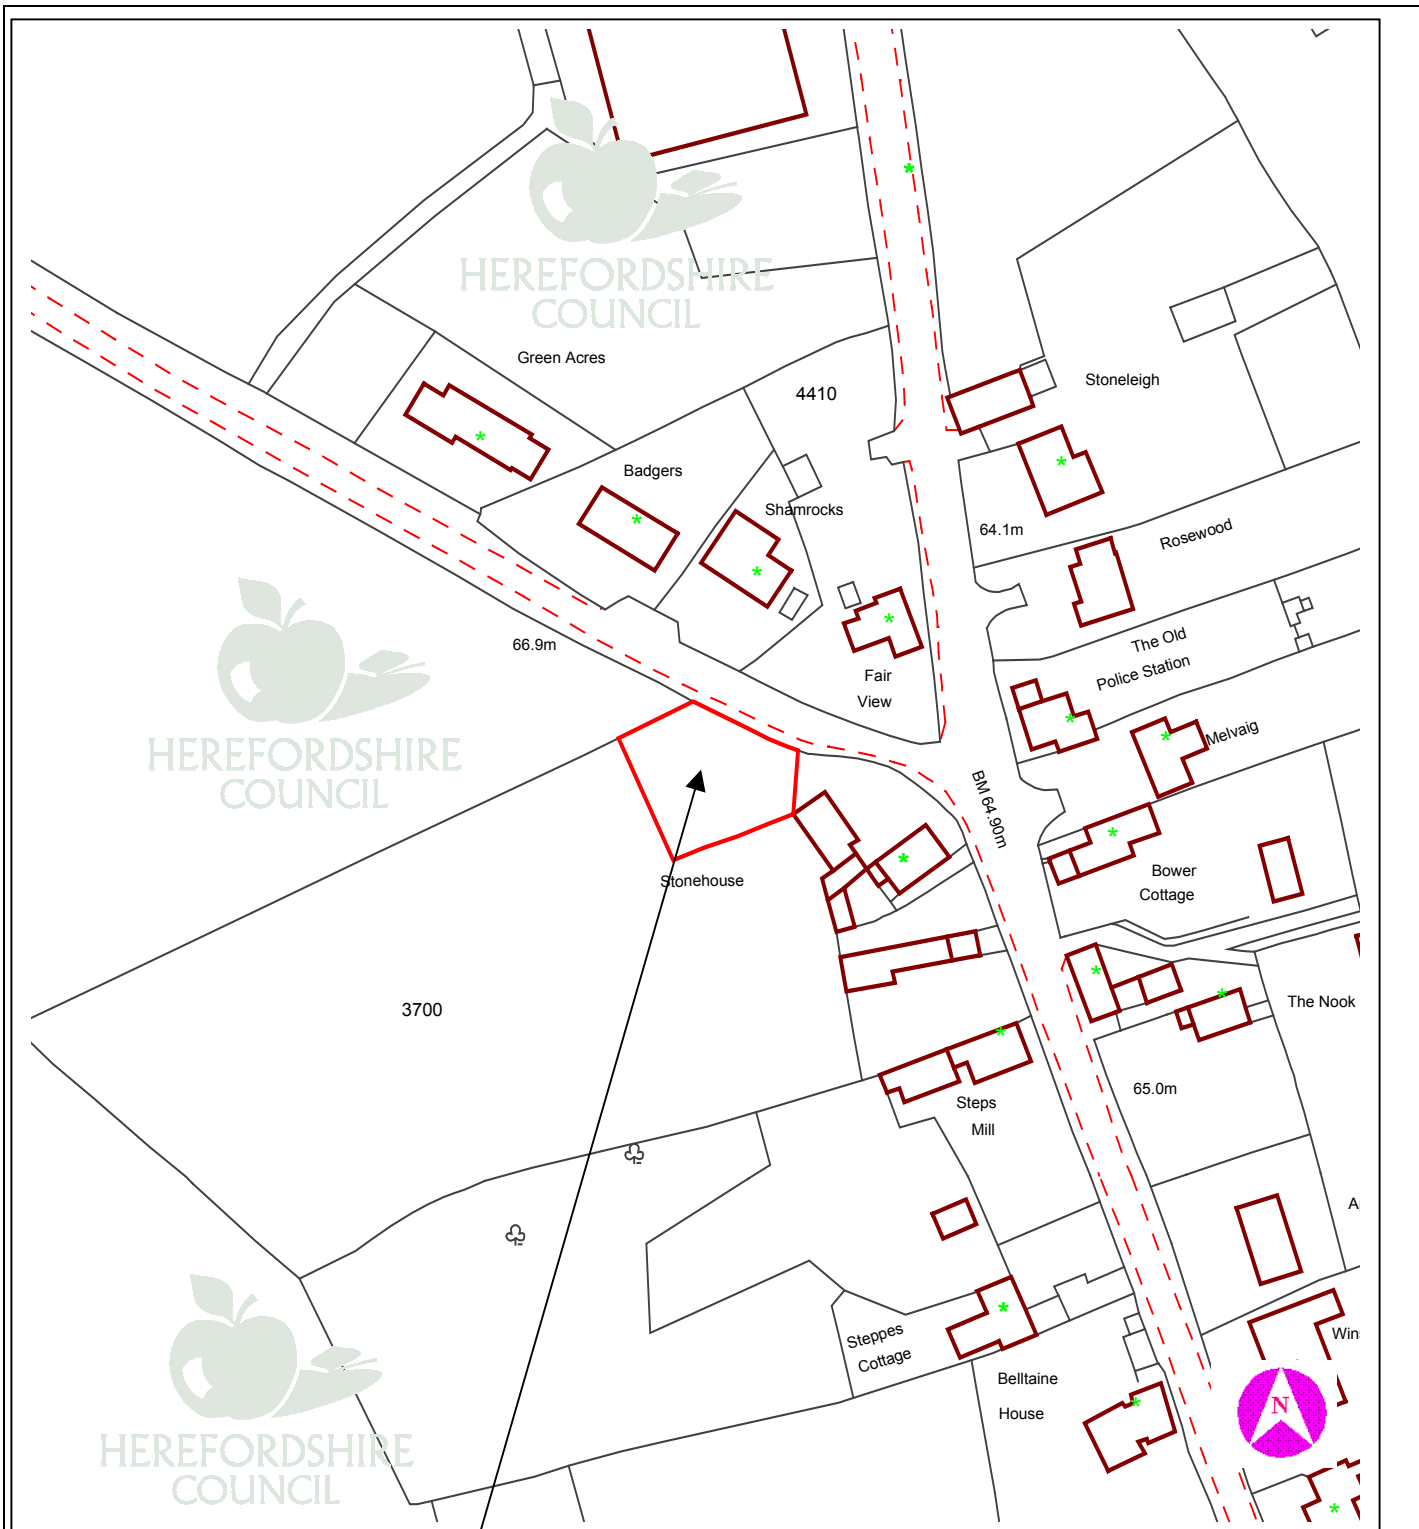 HEREFORDSHIRE
COUNCIL
Green Acres
4410
Stoneleigh
Badgers
Shamrocks
64.1m
Rosewood
66.9m
The Old
Police Station
Fair
View
Melvaig
HEREFORDSHIRE
COUNCIL
BM 64.90m
Stonehouse
Bower
Cottage
3700
The Nook
65.0m
Steps
Mill
Steppes
Cottage
Belltaine
House
N
HEREFORDSHIRE
COUNCIL